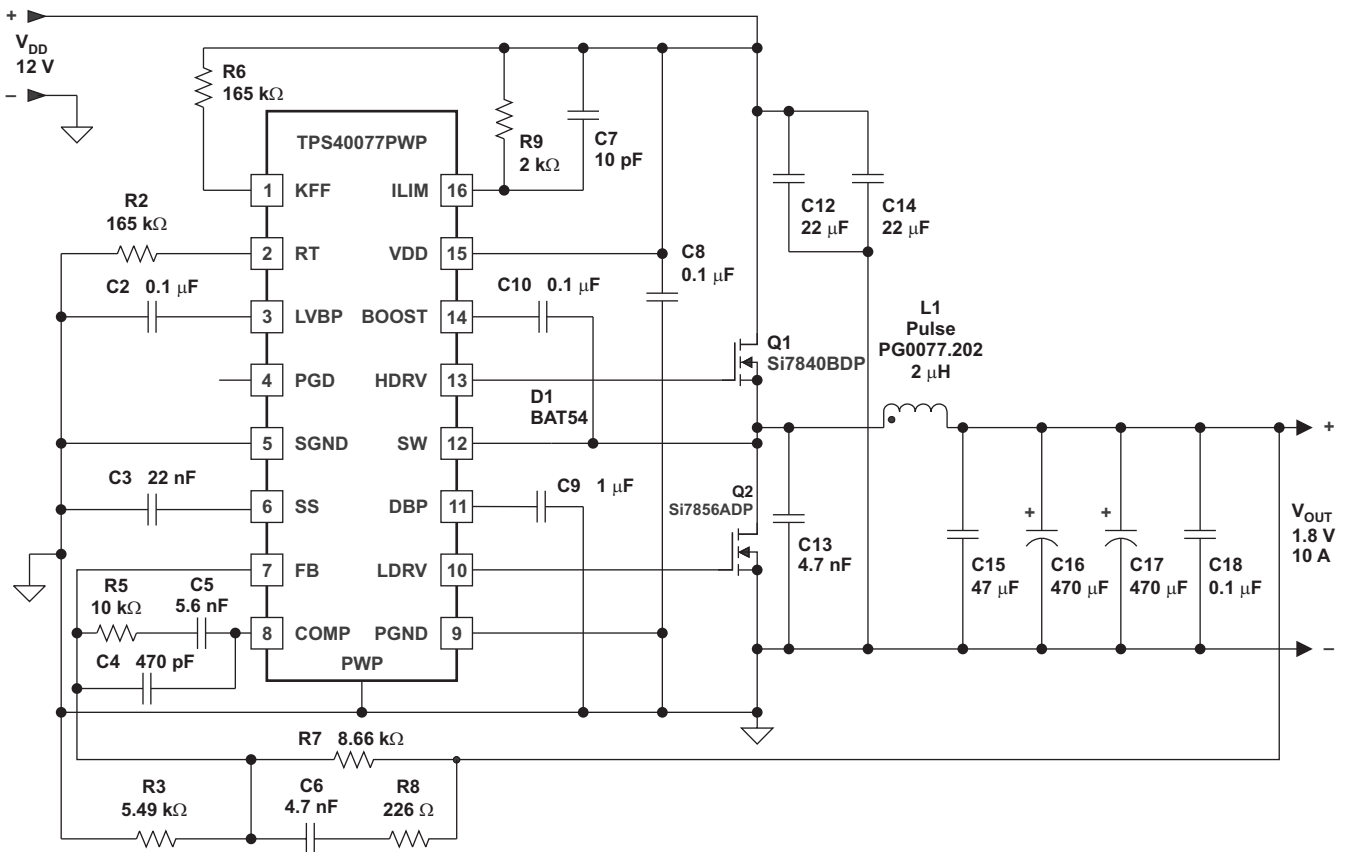 +
V_DD
12 V
–
R6
165 kΩ
TPS40077PWP
R9
2 kΩ
C7
10 pF
1 KFF
ILIM 16
C12
22 μF
C14
22 μF
R2
165 kΩ
2 RT
VDD 15
C8
0.1 μF
C2 0.1 μF
C10 0.1 μF
3 LVBP
BOOST 14
L1
Pulse
PG0077.202
2 μH
Q1
Si7840BDP
4 PGD
HDRV 13
D1
BAT54
5 SGND
SW 12
+
C3 22 nF
C9 1 μF
Q2
Si7856ADP
6 SS
DBP 11
+
+
V_OUT
1.8 V
10 A
C13
4.7 nF
C15
47 μF
C16
470 μF
C17
470 μF
C18
0.1 μF
7 FB
LDRV 10
R5
10 kΩ
C5
5.6 nF
8 COMP
PGND 9
–
C4 470 pF
PWP
R7 8.66 kΩ
R3
5.49 kΩ
C6
4.7 nF
R8
226 Ω